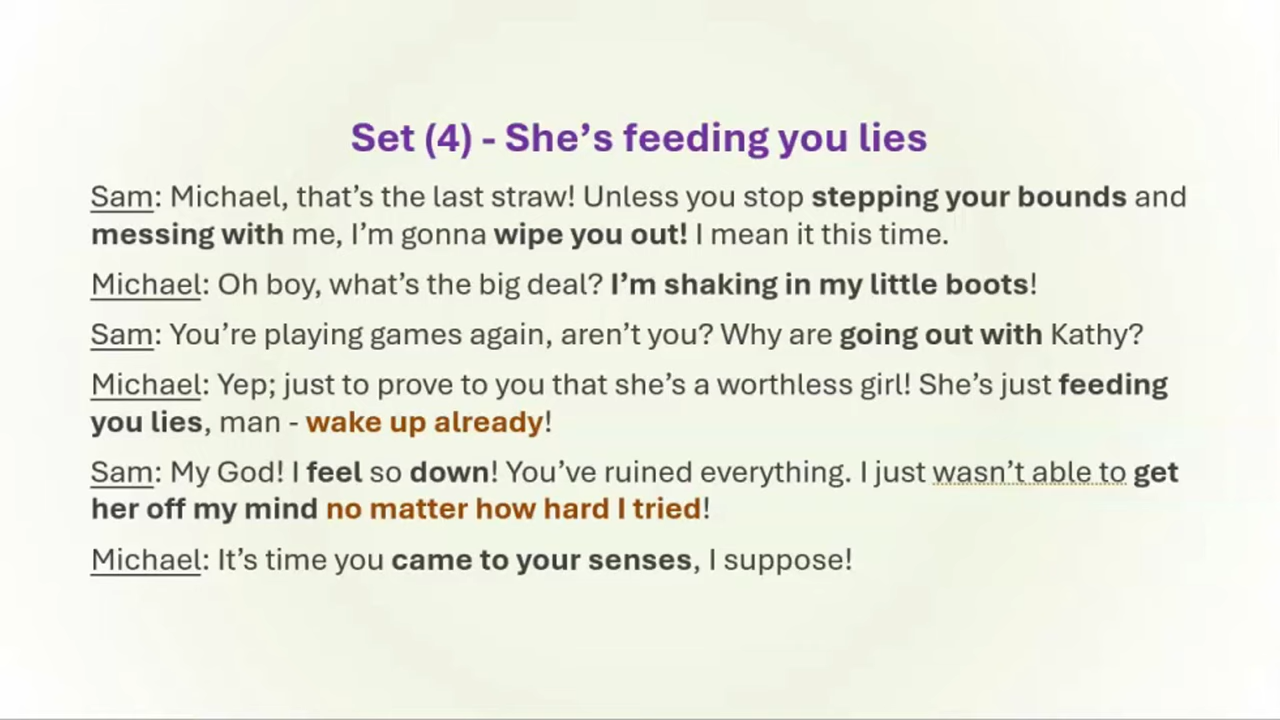 Set (4) - She’s feeding you lies
Sam: Michael, that’s the last straw! Unless you stop stepping your bounds and
messing with me, I’m gonna wipe you out! I mean it this time.
Michael: Oh boy, what’s the big deal? I’m shaking in my little boots!
Sam: You’re playing games again, aren’t you? Why are going out with Kathy?
Michael: Yep; just to prove to you that she’s a worthless girl! She’s just feeding
you lies, man - wake up already!
Sam: My God! I feel so down! You’ve ruined everything. I just wasn’t able to get
her off my mind no matter how hard I tried!
Michael: It’s time you came to your senses, I suppose!